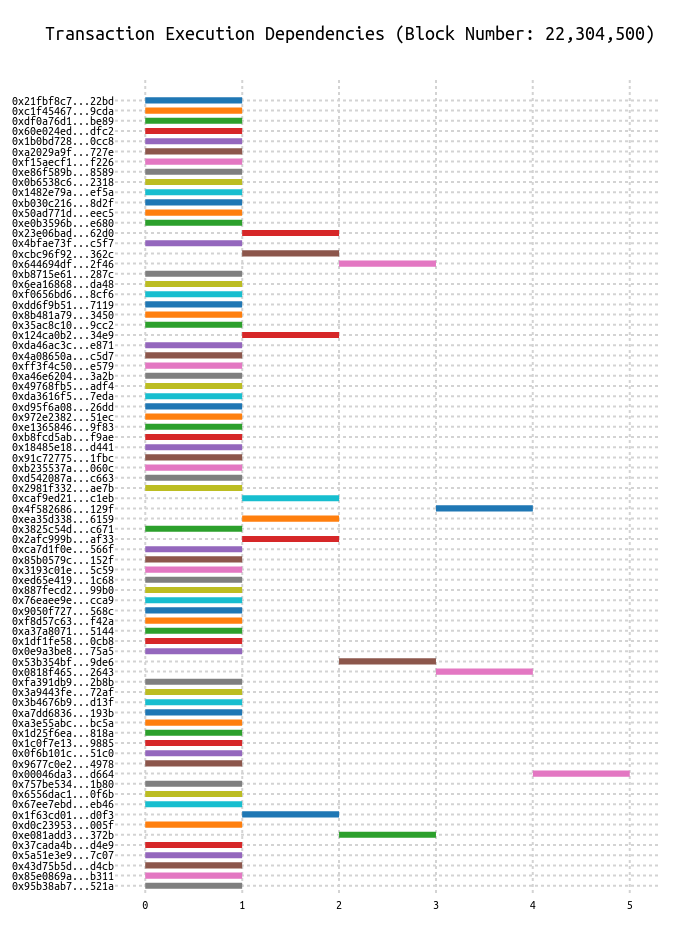 Transaction Execution Dependencies (Block Number: 22,304,500)
0x21fbf8c7...22bd
0xc1f45467...9cda
0xdf0a76d1...be89
0x60e024ed...dfc2
0x1b0bd728...0cc8
0xa2029a9f...727e
0xf15aecf1...f226
0xe86f589b...8589
0x0b6538c6...2318
0x1482e79a...ef5a
0xb030c216...8d2f
0x50ad771d...eec5
0xe0b3596b...e680
0x23e06bad...62d0
0x4bfae73f...c5f7
0xcbc96f92...362c
0x644694df...2f46
0xb8715e61...287c
0x6ea16868...da48
0xf0656bd6...8cf6
0xdd6f9b51...7119
0x8b481a79...3450
0x35ac8c10...9cc2
0x124ca0b2...34e9
0xda46ac3c...e871
0x4a08650a...c5d7
0xff3f4c50...e579
0xa46e6204...3a2b
0x49768fb5...adf4
0xda3616f5...7eda
0xd95f6a08...26dd
0x972e2382...51ec
0xe1365846...9f83
0xb8fcd5ab...f9ae
0x18485e18...d441
0x91c72775...1fbc
0xb235537a...060c
0xd542087a...c663
0x2981f332...ae7b
0xcaf9ed21...c1eb
0x4f582686...129f
0xea35d338...6159
0x3825c54d...c671
0x2afc999b...af33
0xca7d1f0e...566f
0x85b0579c...152f
0x3193c01e...5c59
0xed65e419...1c68
0x887fecd2...99b0
0x76eaee9e...cca9
0x9050f727...568c
0xf8d57c63...f42a
0xa37a8071...5144
0x1df1fe58...0cb8
0x0e9a3be8...75a5
0x53b354bf...9de6
0x0818f465...2643
0xfa391db9...2b8b
0x3a9443fe...72af
0x3b4676b9...d13f
0xa7dd6836...193b
0xa3e55abc...bc5a
0x1d25f6ea...818a
0x1c0f7e13...9885
0x0f6b101c...51c0
0x9677c0e2...4978
0x00046da3...d664
0x757be534...1b80
0x6556dac1...0f6b
0x67ee7ebd...eb46
0x1f63cd01...d0f3
0xd0c23953...005f
0xe081add3...372b
0x37cada4b...d4e9
0x5a51e3e9...7c07
0x43d75b5d...d4cb
0x85e0869a...b311
0x95b38ab7...521a
0 1 2 3 4 5